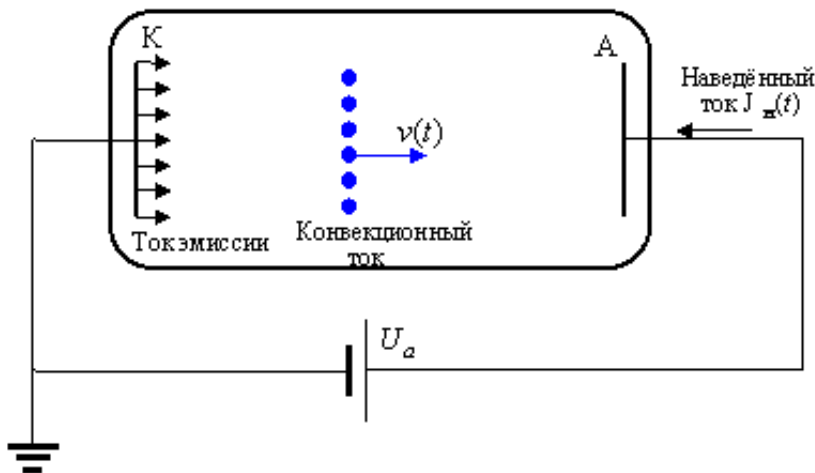 К
А
Наведённый
ток J н(t)
v(t)
Ток эмиссии
Конвекционный
ток
U a